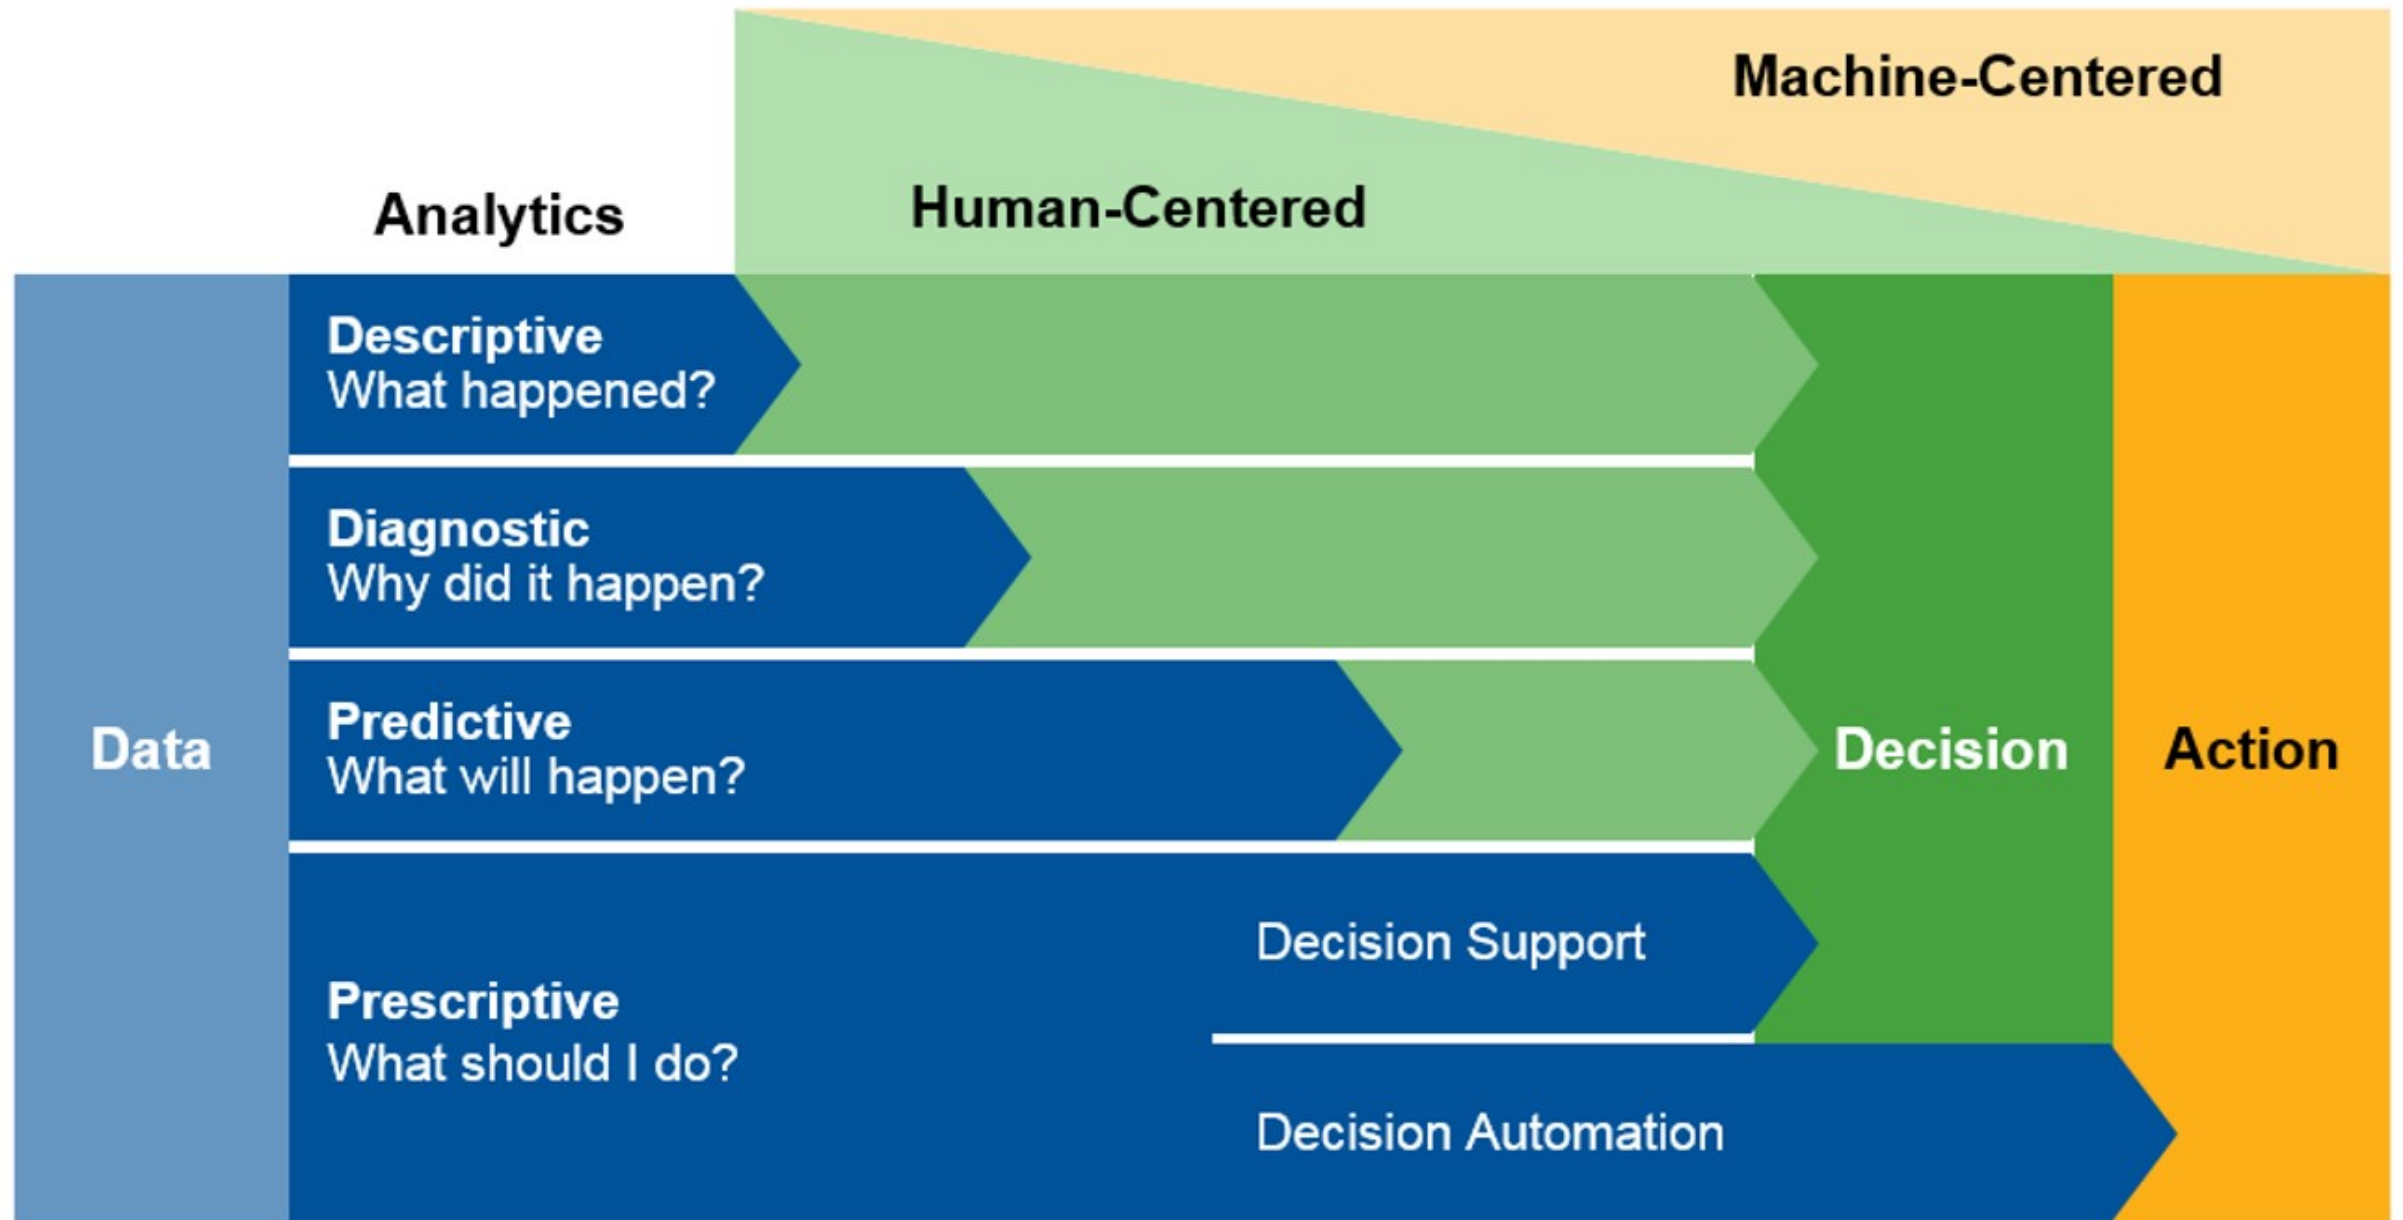 Machine-Centered
Human-Centered
Analytics
Descriptive
What happened?
Diagnostic
Why did it happen?
Predictive
What will happen?
Data
Decision
Action
Decision Support
Prescriptive
What should I do?
Decision Automation